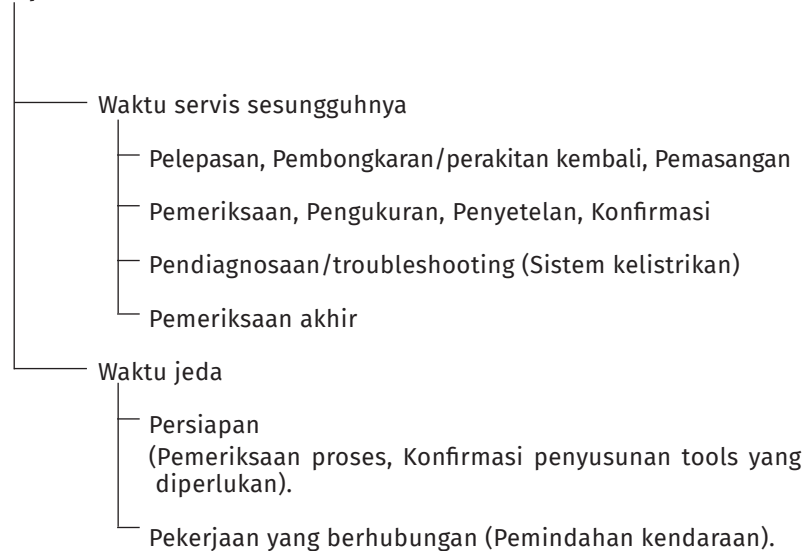 Waktu servis sesungguhnya
Pelepasan, Pembongkaran/perakitan kembali, Pemasangan
Pemeriksaan, Pengukuran, Penyetelan, Konfirmasi
Pendiagnosaan/troubleshooting (Sistem kelistrikan)
Pemeriksaan akhir
Waktu jeda
Persiapan
(Pemeriksaan proses, Konfirmasi penyusunan tools yang
diperlukan).
Pekerjaan yang berhubungan (Pemindahan kendaraan).